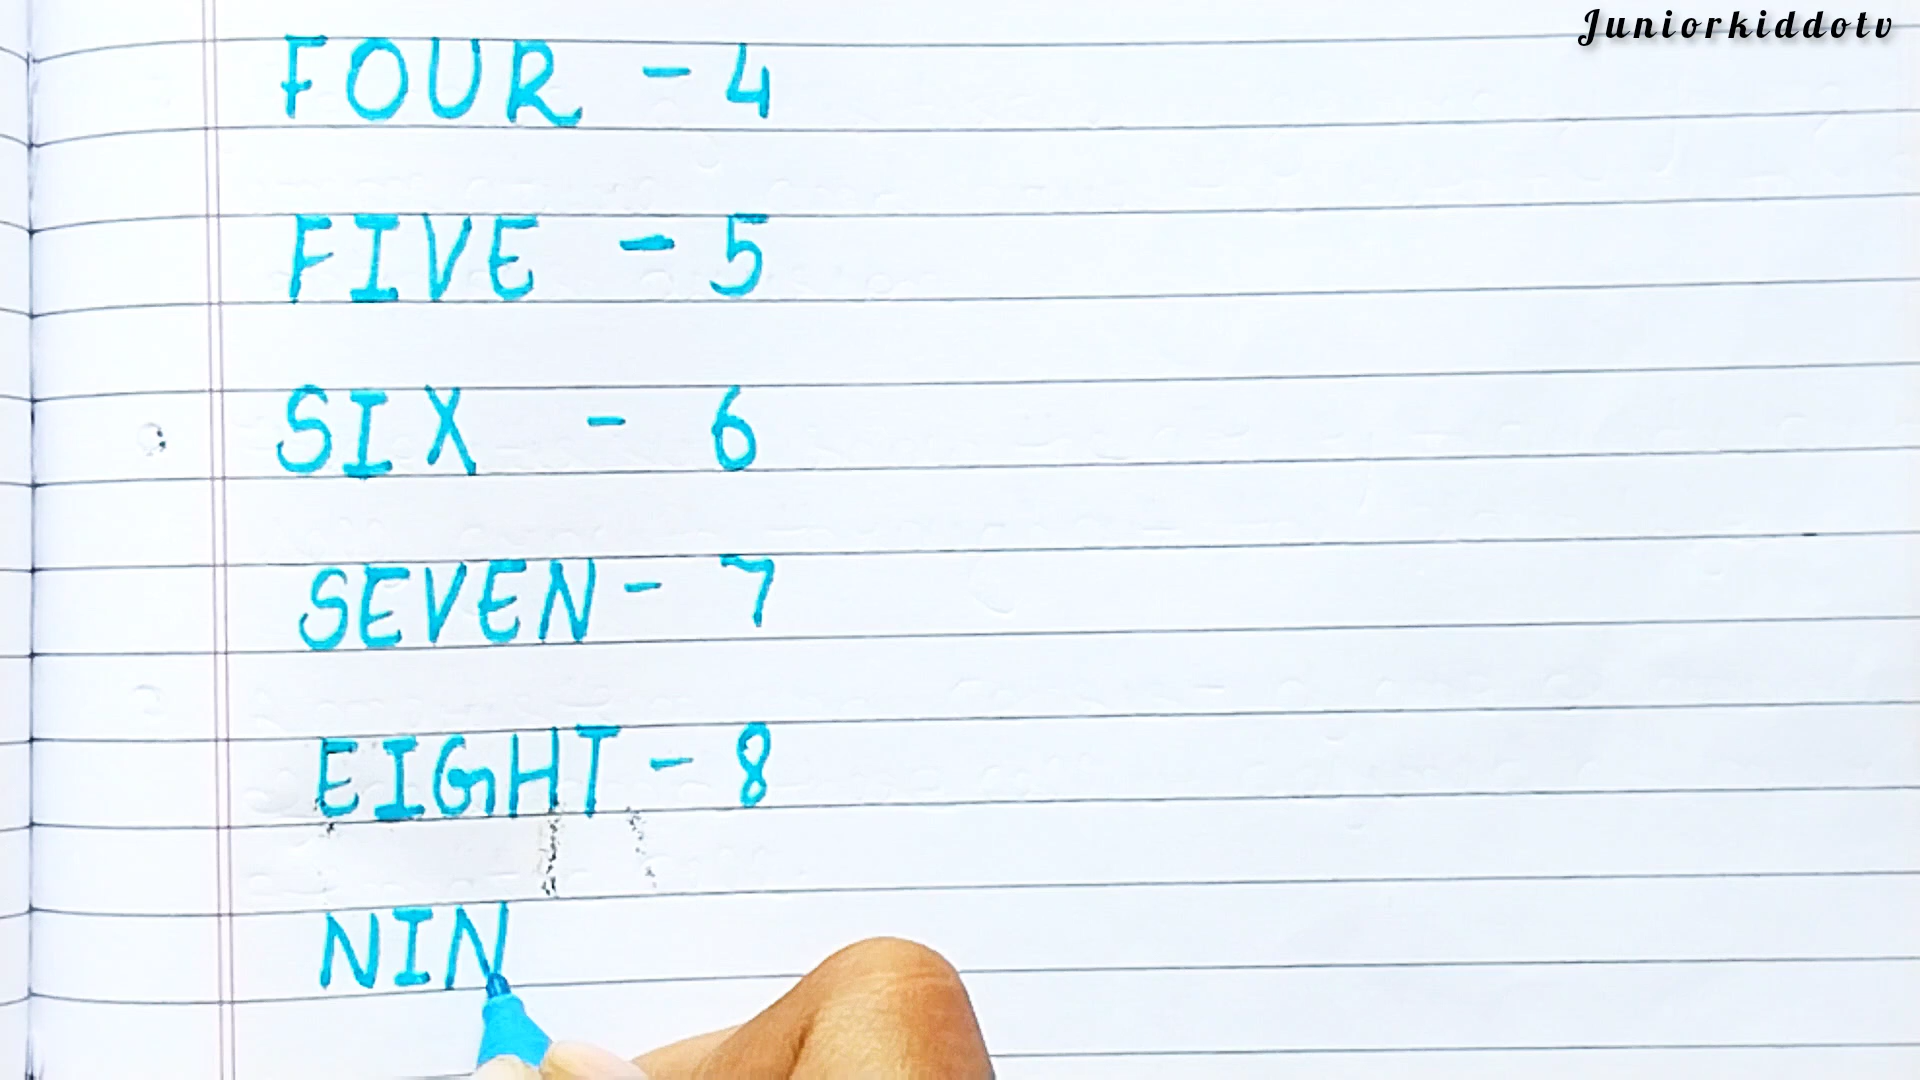 Juniorkiddotv
FOUR - 4
FIVE - 5
SIX - 6
SEVEN - 7
EIGHT - 8
NIN